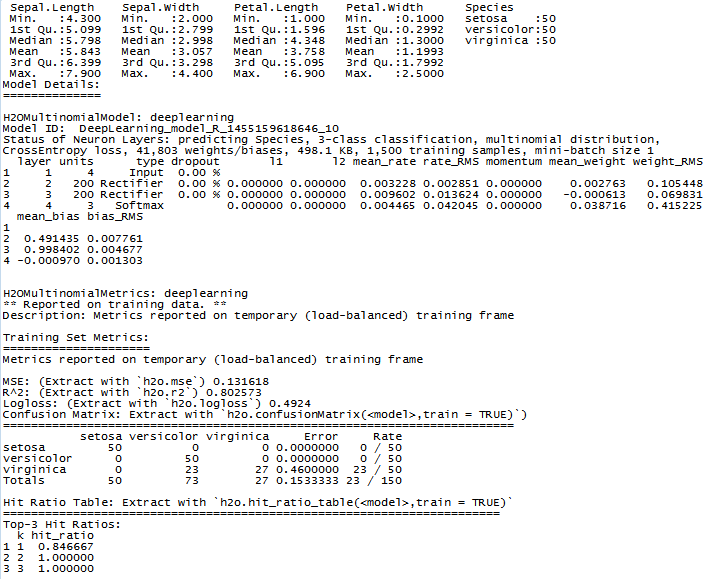 Sepal.Length    Sepal.Width     Petal.Length    Petal.Width      Species
Min.   :4.300   Min.   :2.000   Min.   :1.000   Min.   :0.1000   setosa    :50
1st Qu.:5.099   1st Qu.:2.799   1st Qu.:1.596   1st Qu.:0.2992   versicolor:50
Median :5.798   Median :2.998   Median :4.348   Median :1.3000   virginica :50
Mean   :5.843   Mean   :3.057   Mean   :3.758   Mean   :1.1993
3rd Qu.:6.399   3rd Qu.:3.298   3rd Qu.:5.095   3rd Qu.:1.7992
Max.   :7.900   Max.   :4.400   Max.   :6.900   Max.   :2.5000
Model Details:
==============
H2OMultinomialModel: deeplearning
Model ID:  DeepLearning_model_R_1455159618646_10
Status of Neuron Layers: predicting Species, 3-class classification, multinomial distribution,
CrossEntropy loss, 41,803 weights/biases, 498.1 KB, 1,500 training samples, mini-batch size 1
  layer units      type dropout       l1       l2 mean_rate rate_RMS momentum mean_weight weight_RMS
1     1     4     Input  0.00 %
2     2   200 Rectifier  0.00 % 0.000000 0.000000  0.003228 0.002851 0.000000    0.002763   0.105448
3     3   200 Rectifier  0.00 % 0.000000 0.000000  0.009602 0.013624 0.000000   -0.000613   0.069831
4     4     3   Softmax         0.000000 0.000000  0.004465 0.042045 0.000000    0.038716   0.415225
  mean_bias bias_RMS
1
2  0.491435 0.007761
3  0.998402 0.004677
4 -0.000970 0.001303
H2OMultinomialMetrics: deeplearning
** Reported on training data. **
Description: Metrics reported on temporary (load-balanced) training frame
Training Set Metrics:
=====================
Metrics reported on temporary (load-balanced) training frame
MSE: (Extract with `h2o.mse`) 0.131618
R^2: (Extract with `h2o.r2`) 0.802573
Logloss: (Extract with `h2o.logloss`) 0.4924
Confusion Matrix: Extract with `h2o.confusionMatrix(<model>,train = TRUE)`)
=========================================================================
           setosa versicolor virginica     Error       Rate
setosa         50          0         0 0.0000000   0 / 50
versicolor      0         50         0 0.0000000   0 / 50
virginica       0         23        27 0.4600000  23 / 50
Totals         50         73        27 0.1533333 23 / 150
Hit Ratio Table: Extract with `h2o.hit_ratio_table(<model>,train = TRUE)`
=======================================================================
Top-3 Hit Ratios:
  k hit_ratio
1 1  0.846667
2 2  1.000000
3 3  1.000000